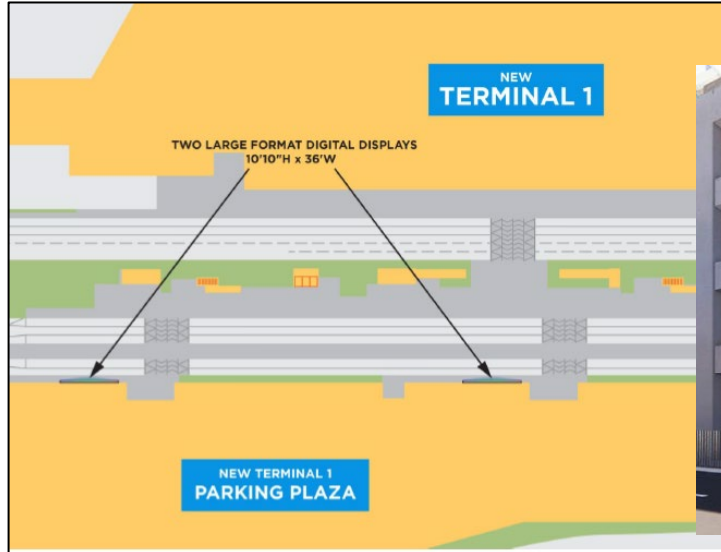 NEW
TERMINAL 1
TWO LARGE FORMAT DIGITAL DISPLAYS
10'10"H x 36'W
NEW TERMINAL 1
PARKING PLAZA